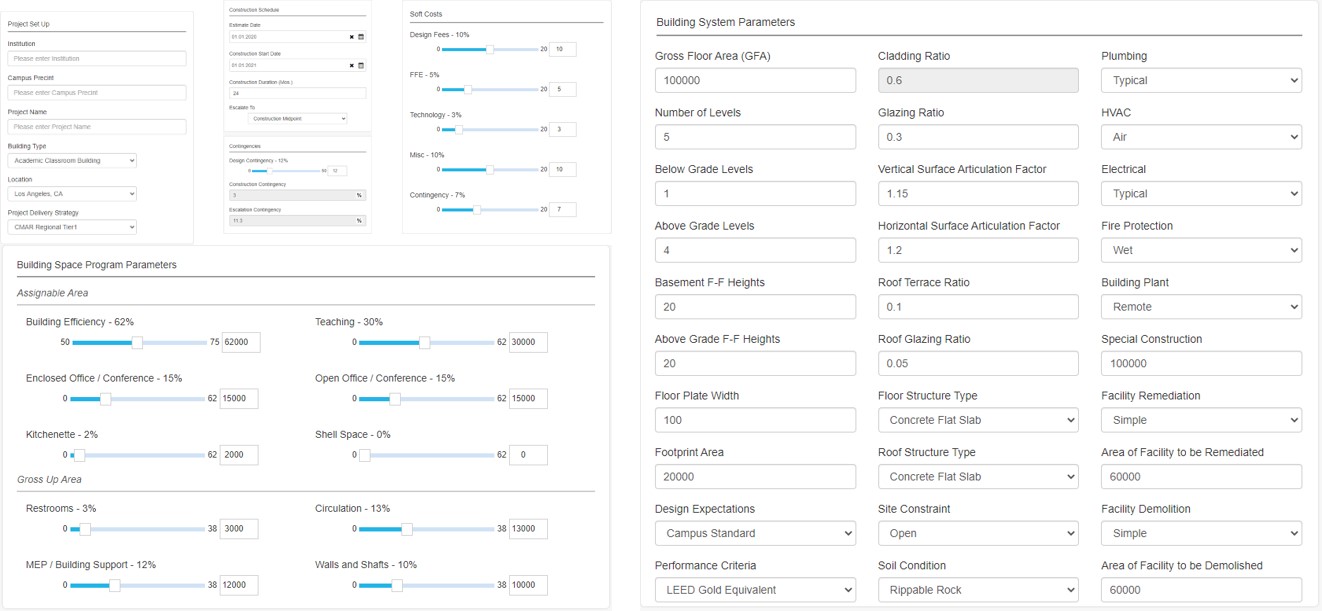 Project Set Up
Institution
Please enter Institution
Campus Precint
Please enter Campus Precint
Project Name
Please enter Project Name
Building Type
Academic Classroom Building
Location
Los Angeles, CA
Project Delivery Strategy
CMAR Regional Tier1
Construction Schedule
Estimate Date
01.01.2020
Construction Start Date
01.01.2021
Construction Duration (Mos.)
24
Escalate To
Construction Midpoint
Contingencies
Design Contingency - 12%
0 50 12
Construction Contingency
5 %
Escalation Contingency
11.3 %
Soft Costs
Design Fees - 10%
0 20 10
FFE - 5%
0 20 5
Technology - 3%
0 20 3
Misc - 10%
0 20 10
Contingency - 7%
0 20 7
Building Space Program Parameters
Assignable Area
Building Efficiency - 62%
50 75 62000
Teaching - 30%
0 62 30000
Enclosed Office / Conference - 15%
0 62 15000
Open Office / Conference - 15%
0 62 15000
Kitchenette - 2%
0 62 2000
Shell Space - 0%
0 62 0
Gross Up Area
Restrooms - 3%
0 38 3000
Circulation - 13%
0 38 13000
MEP / Building Support - 12%
0 38 12000
Walls and Shafts - 10%
0 38 10000
Building System Parameters
Gross Floor Area (GFA)
100000
Number of Levels
5
Below Grade Levels
1
Above Grade Levels
4
Basement F-F Heights
20
Above Grade F-F Heights
20
Floor Plate Width
100
Footprint Area
20000
Design Expectations
Campus Standard
Performance Criteria
LEED Gold Equivalent
Cladding Ratio
0.6
Glazing Ratio
0.3
Vertical Surface Articulation Factor
1.15
Horizontal Surface Articulation Factor
1.2
Roof Terrace Ratio
0.1
Roof Glazing Ratio
0.05
Floor Structure Type
Concrete Flat Slab
Roof Structure Type
Concrete Flat Slab
Site Constraint
Open
Soil Condition
Rippable Rock
Plumbing
Typical
HVAC
Air
Electrical
Typical
Fire Protection
Wet
Building Plant
Remote
Special Construction
100000
Facility Remediation
Simple
Area of Facility to be Remediated
60000
Facility Demolition
Simple
Area of Facility to be Demolished
60000